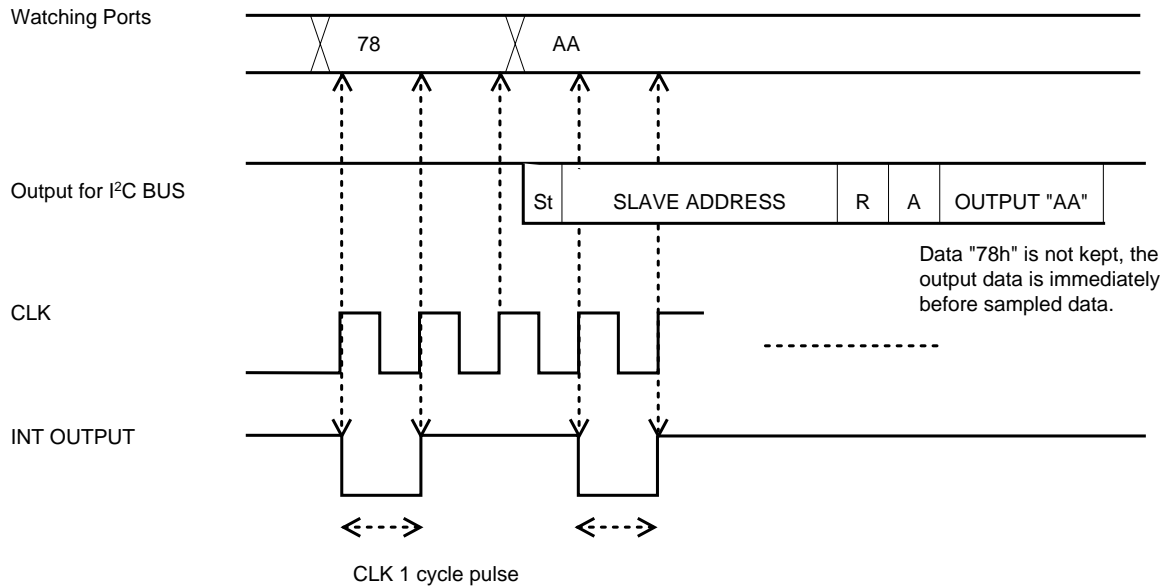 Watching Ports
78
AA
Output for I²C BUS
St
SLAVE ADDRESS
R
A
OUTPUT "AA"
Data "78h" is not kept, the
output data is immediately
before sampled data.
CLK
INT OUTPUT
CLK 1 cycle pulse